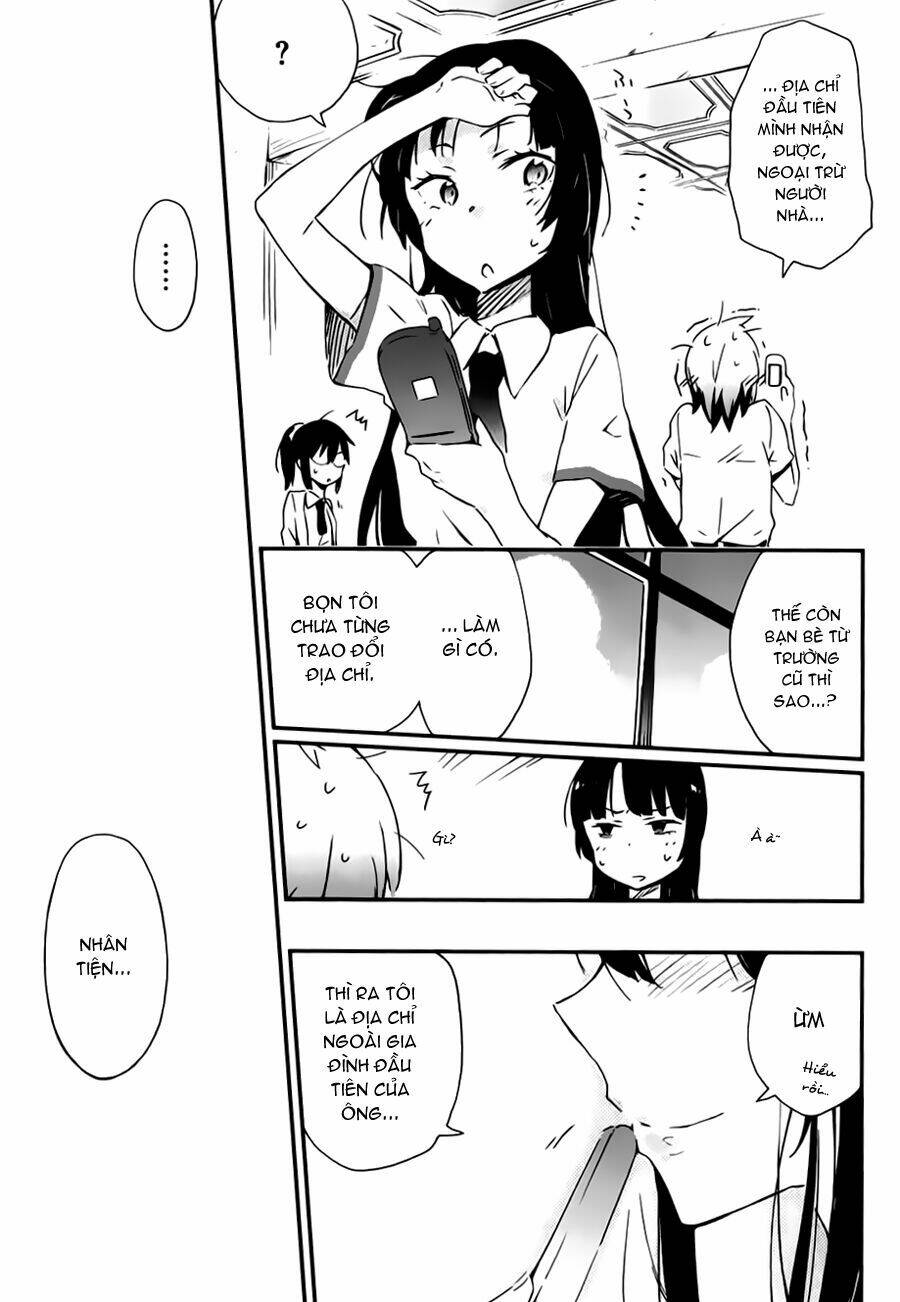 ... ĐỊA CHỈ
ĐẦU TIÊN
MÌNH NHẬN
ĐƯỢC,
NGOẠI TRỪ
NGƯỜI
NHÀ...
?
......
THẾ CÒN
BẠN BÈ TỪ
TRƯỜNG
CŨ THÌ
SAO...?
... LÀM
GÌ CÓ.
BỌN TÔI
CHƯA TỪNG
TRAO ĐỔI
ĐỊA CHỈ.
À à~
Gì?
ỪM
Hiểu
rồi...
THÌ RA TÔI
LÀ ĐỊA CHỈ
NGOÀI GIA
ĐÌNH ĐẦU
TIÊN CỦA
ÔNG...
NHÂN
TIỆN...